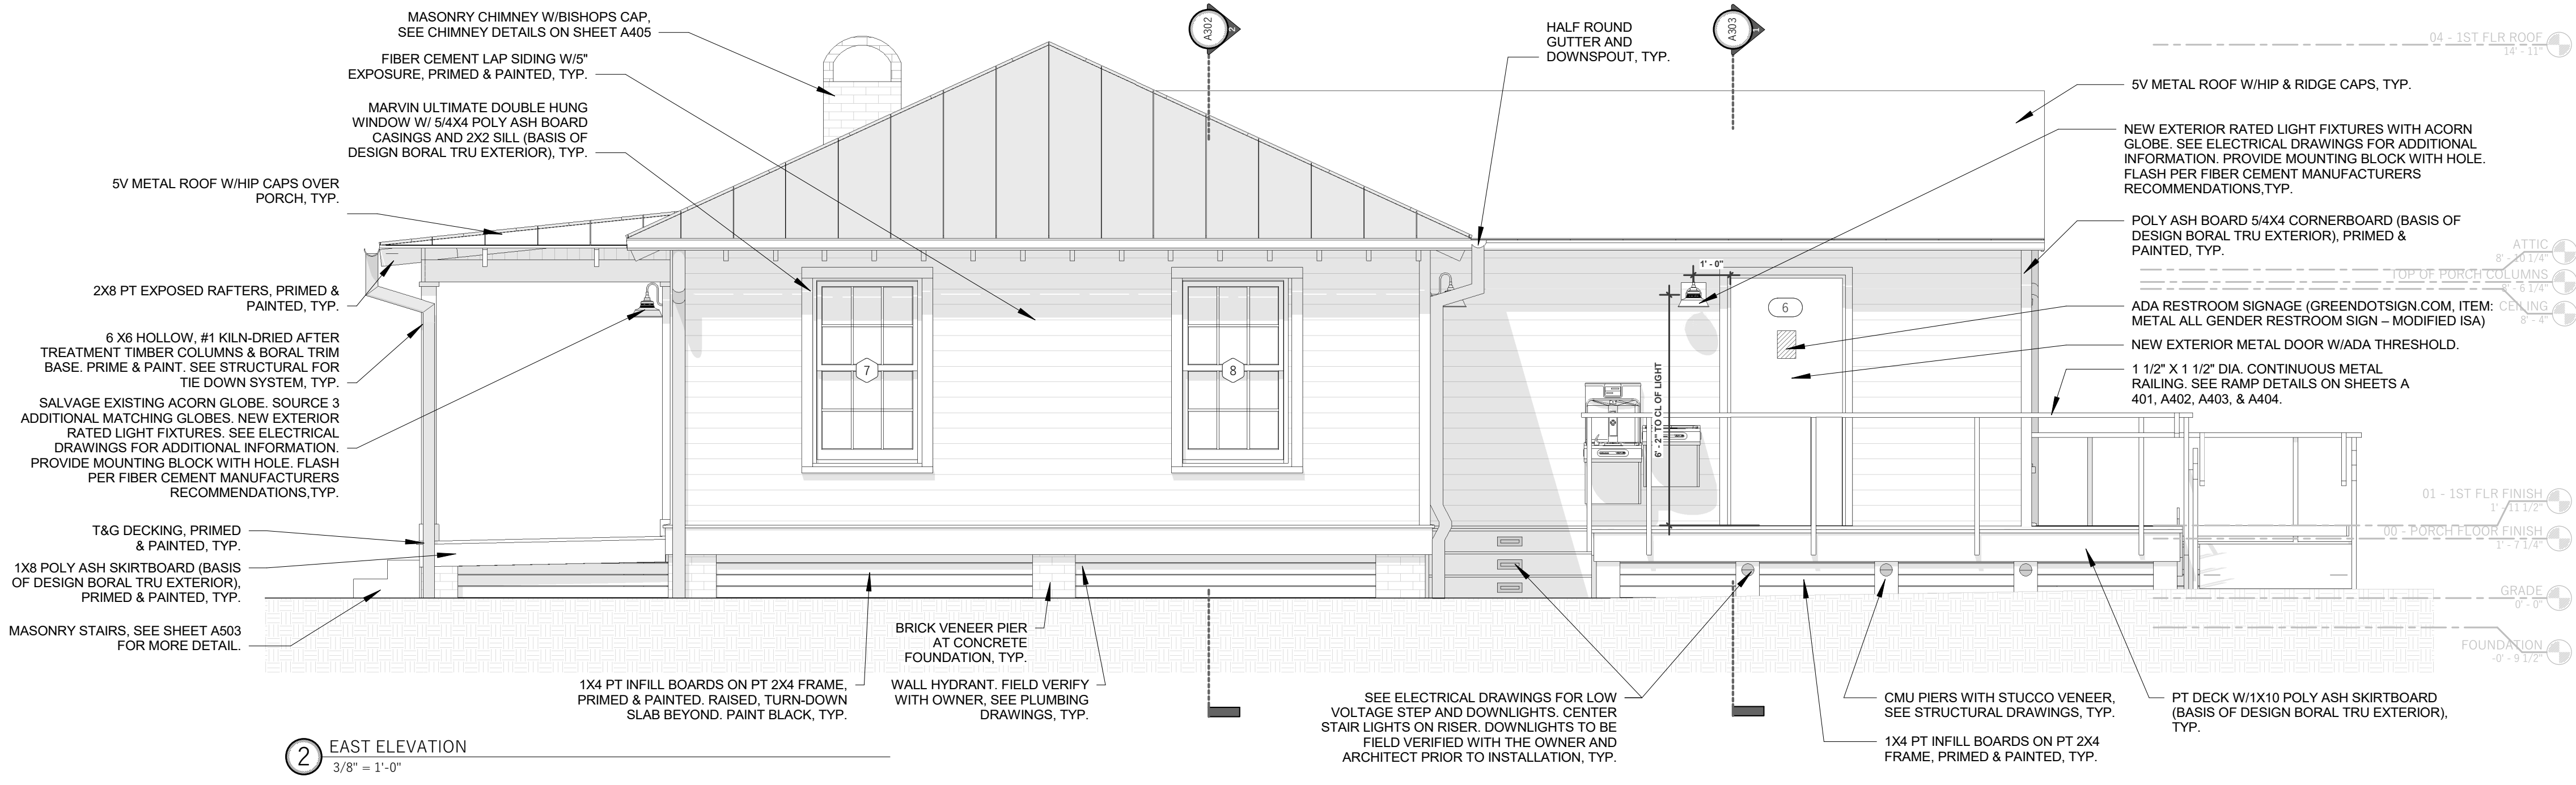 MASONRY CHIMNEY W/BISHOPS CAP,
SEE CHIMNEY DETAILS ON SHEET A405
FIBER CEMENT LAP SIDING W/5"
EXPOSURE, PRIMED & PAINTED, TYP.
MARVIN ULTIMATE DOUBLE HUNG
WINDOW W/ 5/4X4 POLY ASH BOARD
CASINGS AND 2X2 SILL (BASIS OF
DESIGN BORAL TRU EXTERIOR), TYP.
5V METAL ROOF W/HIP CAPS OVER
PORCH, TYP.
2X8 PT EXPOSED RAFTERS, PRIMED &
PAINTED, TYP.
6 X6 HOLLOW, #1 KILN-DRIED AFTER
TREATMENT TIMBER COLUMNS & BORAL TRIM
BASE. PRIME & PAINT. SEE STRUCTURAL FOR
TIE DOWN SYSTEM, TYP.
SALVAGE EXISTING ACORN GLOBE. SOURCE 3
ADDITIONAL MATCHING GLOBES. NEW EXTERIOR
RATED LIGHT FIXTURES. SEE ELECTRICAL
DRAWINGS FOR ADDITIONAL INFORMATION.
PROVIDE MOUNTING BLOCK WITH HOLE. FLASH
PER FIBER CEMENT MANUFACTURERS
RECOMMENDATIONS,TYP.
T&G DECKING, PRIMED
& PAINTED, TYP.
1X8 POLY ASH SKIRTBOARD (BASIS
OF DESIGN BORAL TRU EXTERIOR),
PRIMED & PAINTED, TYP.
MASONRY STAIRS, SEE SHEET A503
FOR MORE DETAIL.
A302
2
A303
1
HALF ROUND
GUTTER AND
DOWNSPOUT, TYP.
7
8
1' - 0"
6' - 2" TO CL OF LIGHT
6
5V METAL ROOF W/HIP & RIDGE CAPS, TYP.
NEW EXTERIOR RATED LIGHT FIXTURES WITH ACORN
GLOBE. SEE ELECTRICAL DRAWINGS FOR ADDITIONAL
INFORMATION. PROVIDE MOUNTING BLOCK WITH HOLE.
FLASH PER FIBER CEMENT MANUFACTURERS
RECOMMENDATIONS,TYP.
POLY ASH BOARD 5/4X4 CORNERBOARD (BASIS OF
DESIGN BORAL TRU EXTERIOR), PRIMED &
PAINTED, TYP.
ADA RESTROOM SIGNAGE (GREENDOTSIGN.COM, ITEM:
METAL ALL GENDER RESTROOM SIGN – MODIFIED ISA)
NEW EXTERIOR METAL DOOR W/ADA THRESHOLD.
1 1/2" X 1 1/2" DIA. CONTINUOUS METAL
RAILING. SEE RAMP DETAILS ON SHEETS A
401, A402, A403, & A404.
04 - 1ST FLR ROOF
14' - 11"
ATTIC
8' - 10 1/4"
TOP OF PORCH COLUMNS
8' - 6 1/4"
CEILING
8' - 4"
01 - 1ST FLR FINISH
1' - 11 1/2"
00 - PORCH FLOOR FINISH
1' - 7 1/4"
GRADE
0' - 0"
FOUNDATION
-0' - 9 1/2"
1X4 PT INFILL BOARDS ON PT 2X4 FRAME,
PRIMED & PAINTED. RAISED, TURN-DOWN
SLAB BEYOND. PAINT BLACK, TYP.
BRICK VENEER PIER
AT CONCRETE
FOUNDATION, TYP.
WALL HYDRANT. FIELD VERIFY
WITH OWNER, SEE PLUMBING
DRAWINGS, TYP.
SEE ELECTRICAL DRAWINGS FOR LOW
VOLTAGE STEP AND DOWNLIGHTS. CENTER
STAIR LIGHTS ON RISER. DOWNLIGHTS TO BE
FIELD VERIFIED WITH THE OWNER AND
ARCHITECT PRIOR TO INSTALLATION, TYP.
CMU PIERS WITH STUCCO VENEER,
SEE STRUCTURAL DRAWINGS, TYP.
1X4 PT INFILL BOARDS ON PT 2X4
FRAME, PRIMED & PAINTED, TYP.
PT DECK W/1X10 POLY ASH SKIRTBOARD
(BASIS OF DESIGN BORAL TRU EXTERIOR),
TYP.
2
EAST ELEVATION
3/8" = 1'-0"